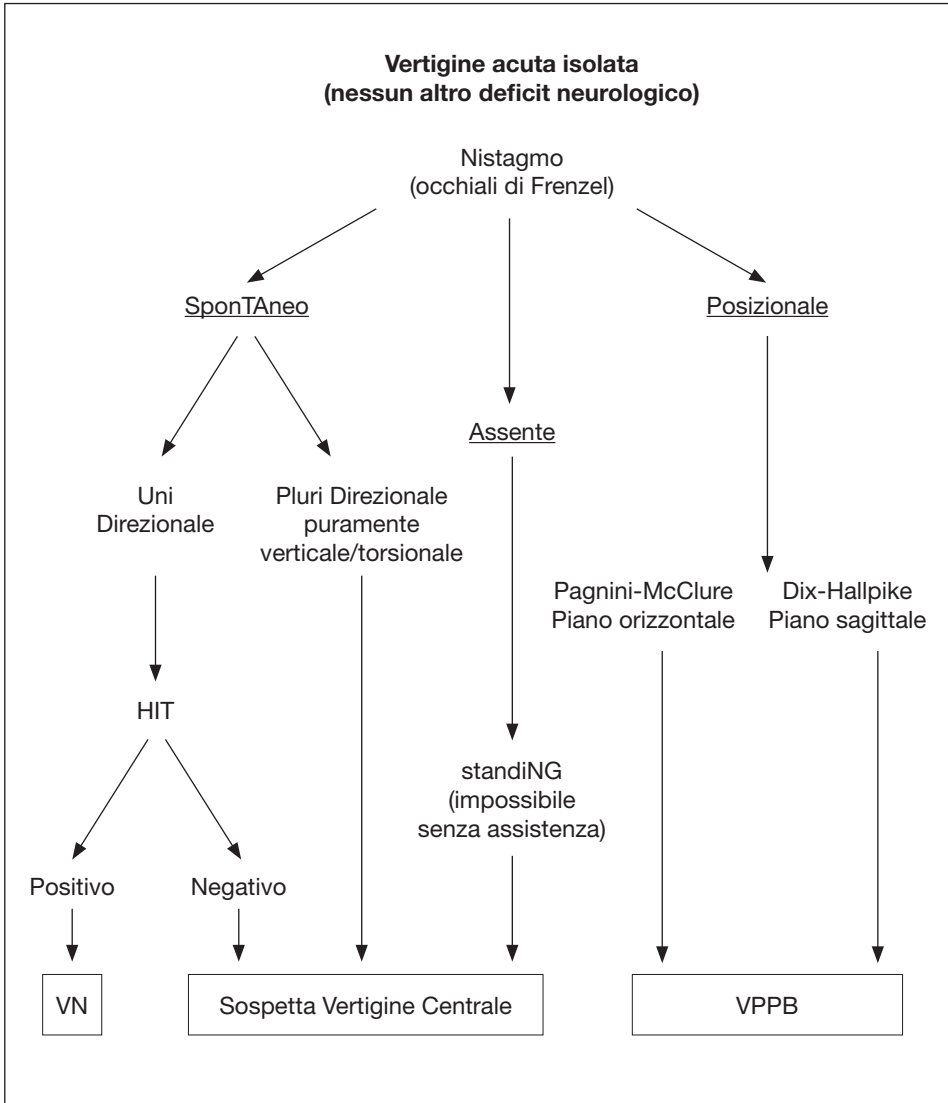 Vertigine acuta isolata
(nessun altro deficit neurologico)
Nistagmo
(occhiali di Frenzel)
SponTAneo
Posizionale
Assente
Uni
Direzionale
Pluri Direzionale
puramente
verticale/torsionale
Pagnini-McClure
Piano orizzontale
Dix-Hallpike
Piano sagittale
HIT
standiNG
(impossibile
senza assistenza)
Positivo
Negativo
VN
Sospetta Vertigine Centrale
VPPB